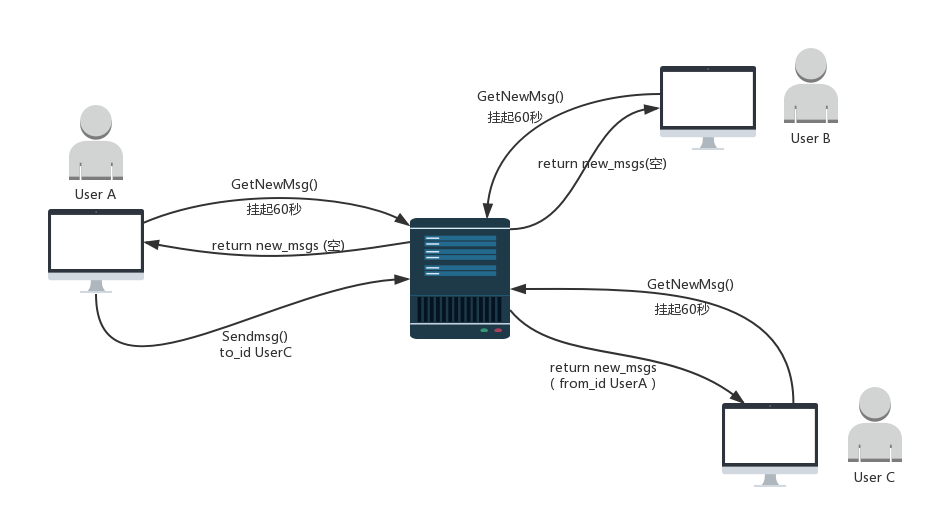 GetNewMsg()
挂起60秒
return new_msgs(空)
User B
User A
GetNewMsg()
挂起60秒
return new_msgs (空)
Sendmsg()
to_id UserC
GetNewMsg()
挂起60秒
return new_msgs
( from_id UserA )
User C